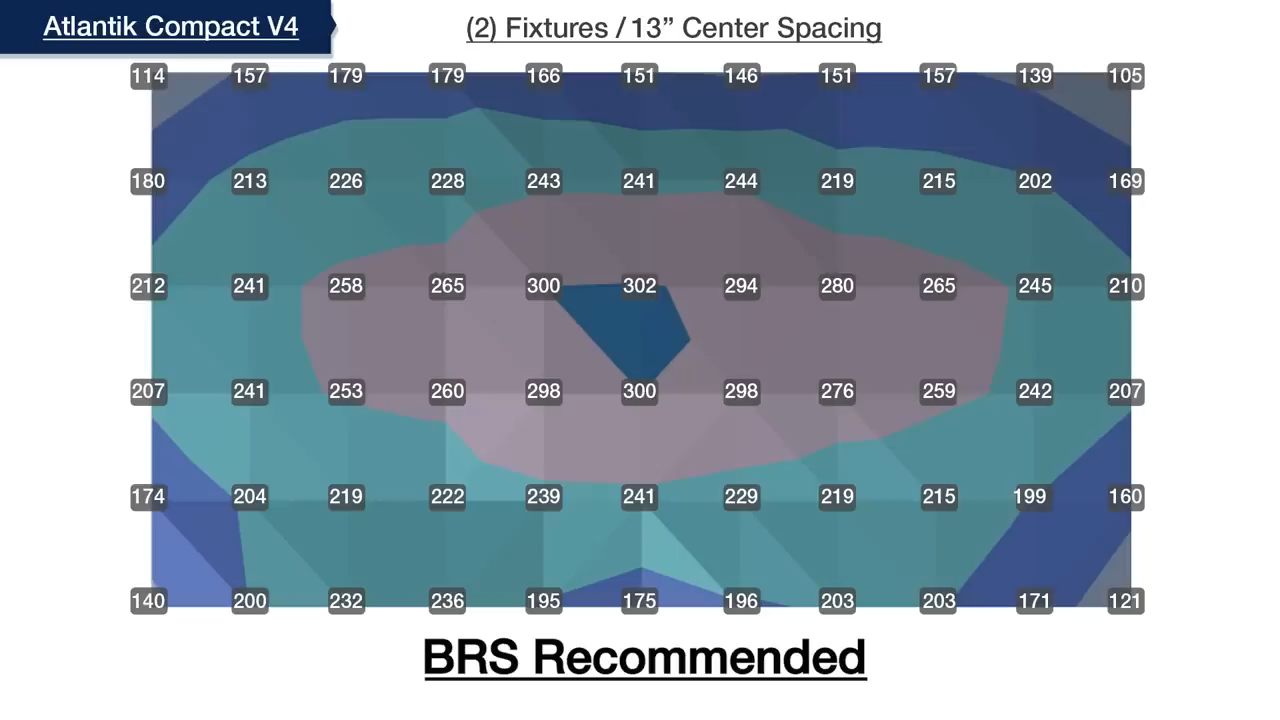 Atlantik Compact V4
(2) Fixtures / 13” Center Spacing
114 157 179 179 166 151 146 151 157 139 105
180 213 226 228 243 241 244 219 215 202 169
212 241 258 265 300 302 294 280 265 245 210
207 241 253 260 298 300 298 276 259 242 207
174 204 219 222 239 241 229 219 215 199 160
140 200 232 236 195 175 196 203 203 171 121
BRS Recommended